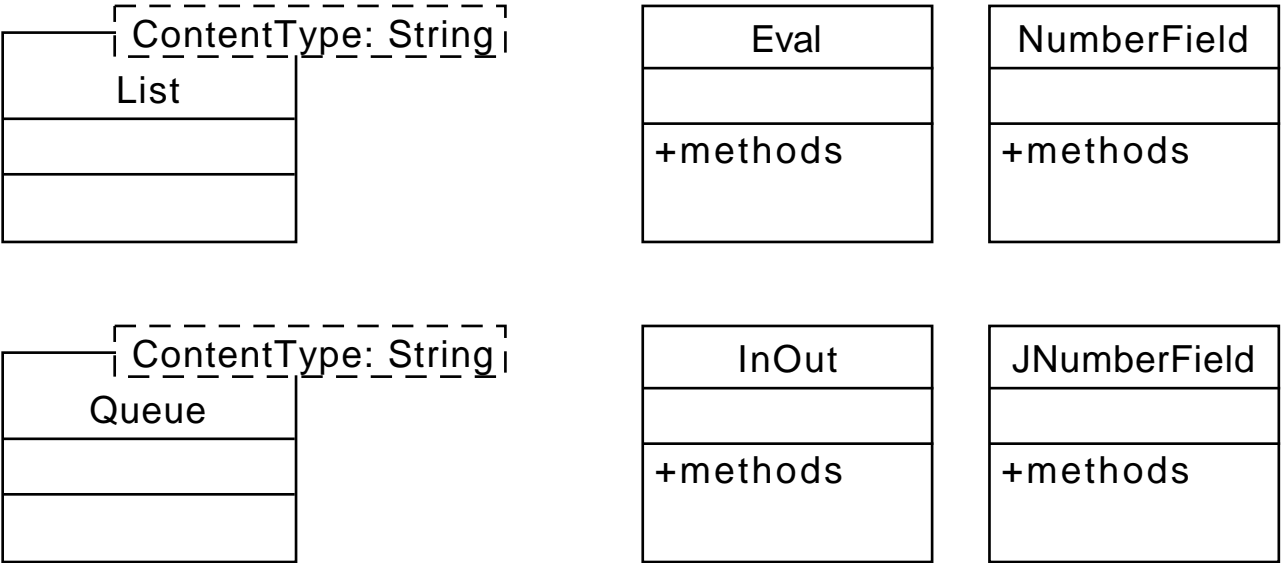 ContentType: String
List
Eval
+methods
NumberField
+methods
ContentType: String
Queue
InOut
+methods
JNumberField
+methods